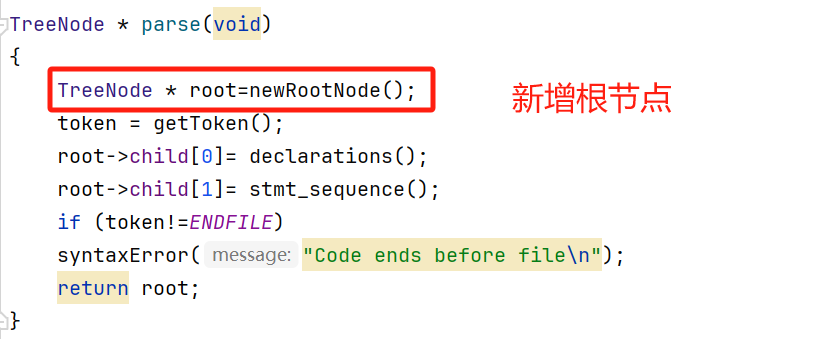 TreeNode * parse(void)
{
    TreeNode * root=newRootNode();
新增根节点
    token = getToken();
    root->child[0]= declarations();
    root->child[1]= stmt_sequence();
    if (token!=ENDFILE)
    syntaxError( message: "Code ends before file\n");
    return root;
}